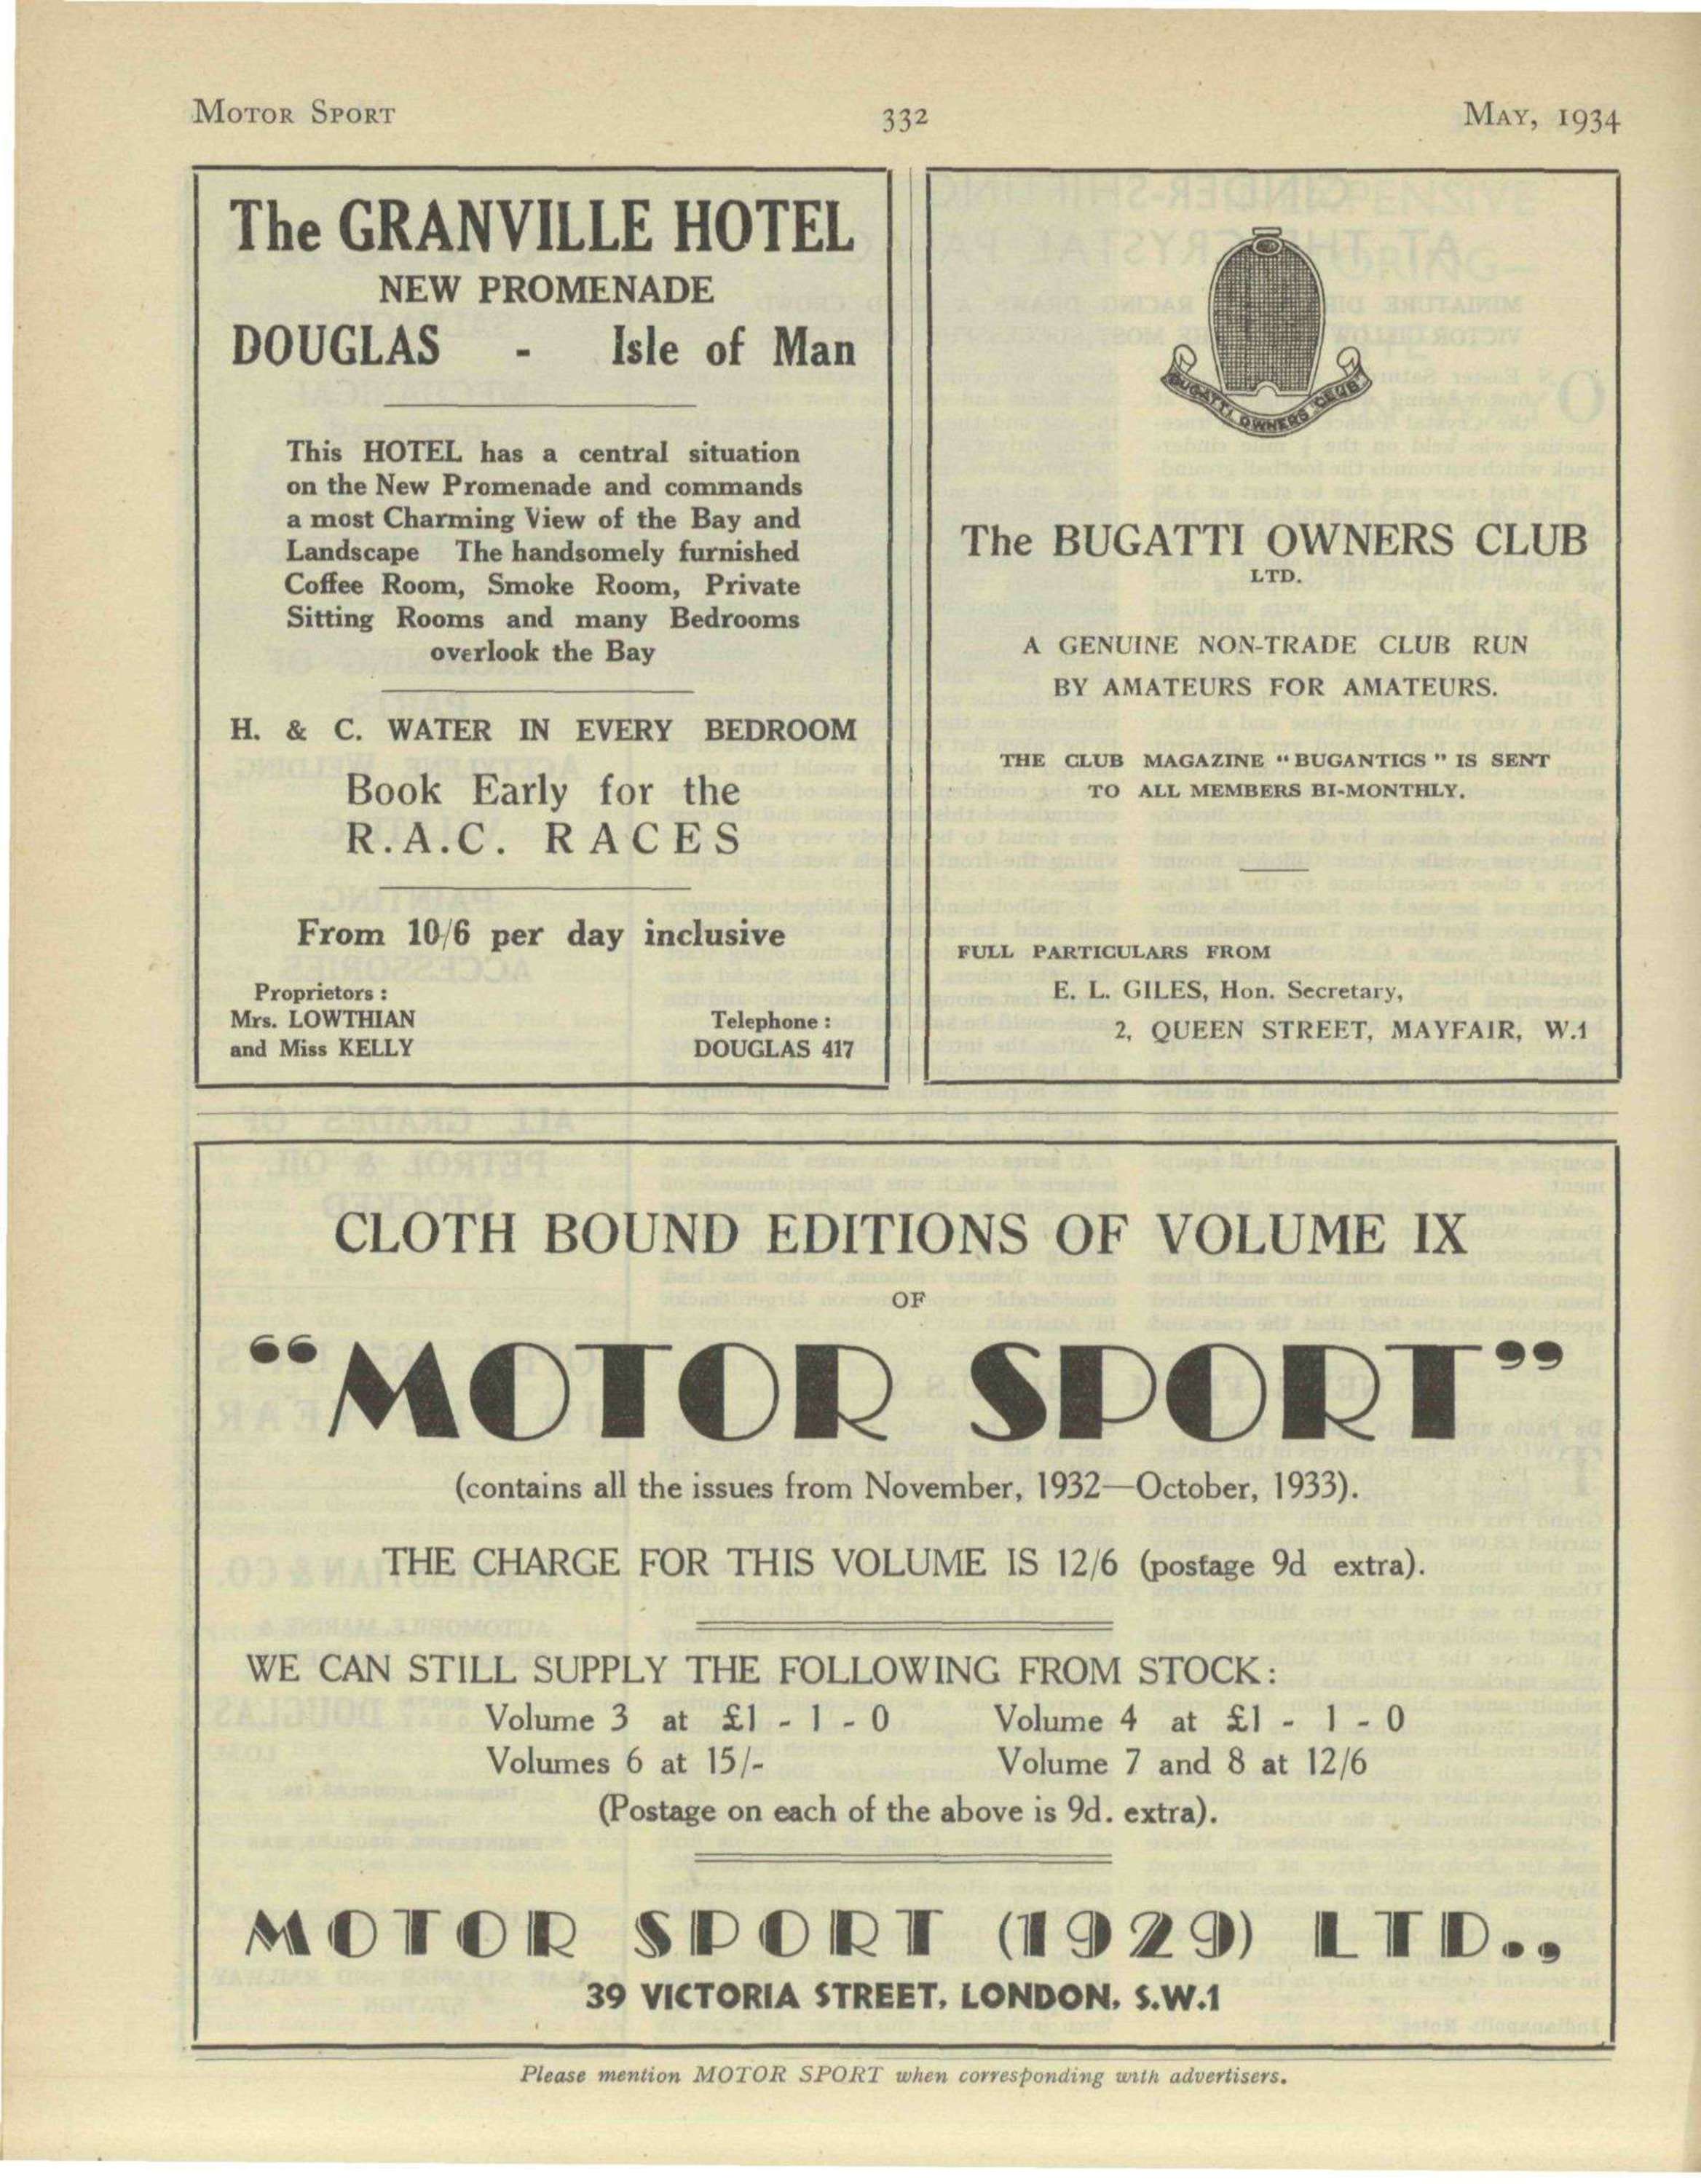 MOTOR SPORT
332
MAY, 1934
The GRANVILLE HOTEL
NEW PROMENADE
DOUGLAS - Isle of Man
This HOTEL has a central situation
on the New Promenade and commands
a most Charming View of the Bay and
Landscape The handsomely furnished
Coffee Room, Smoke Room, Private
Sitting Rooms and many Bedrooms
overlook the Bay
H. & C. WATER IN EVERY BEDROOM
Book Early for the
R.A.C. RACES
From 10/6 per day inclusive
Proprietors :
Mrs. LOWTHIAN
and Miss KELLY
Telephone :
DOUGLAS 417
BUGATTI OWNERS CLUB
The BUGATTI OWNERS CLUB
LTD.
A GENUINE NON-TRADE CLUB RUN
BY AMATEURS FOR AMATEURS.
THE CLUB MAGAZINE “BUGANTICS” IS SENT
TO ALL MEMBERS BI-MONTHLY.
FULL PARTICULARS FROM
E. L. GILES, Hon. Secretary,
2, QUEEN STREET, MAYFAIR, W.1
CLOTH BOUND EDITIONS OF VOLUME IX
OF
“MOTOR SPORT”
(contains all the issues from November, 1932—October, 1933).
THE CHARGE FOR THIS VOLUME IS 12/6 (postage 9d extra).
WE CAN STILL SUPPLY THE FOLLOWING FROM STOCK:
Volume 3 at £1 - 1 - 0 Volume 4 at £1 - 1 - 0
Volumes 6 at 15/- Volume 7 and 8 at 12/6
(Postage on each of the above is 9d. extra).
MOTOR SPORT (1929) LTD.,
39 VICTORIA STREET, LONDON, S.W.1
Please mention MOTOR SPORT when corresponding with advertisers.